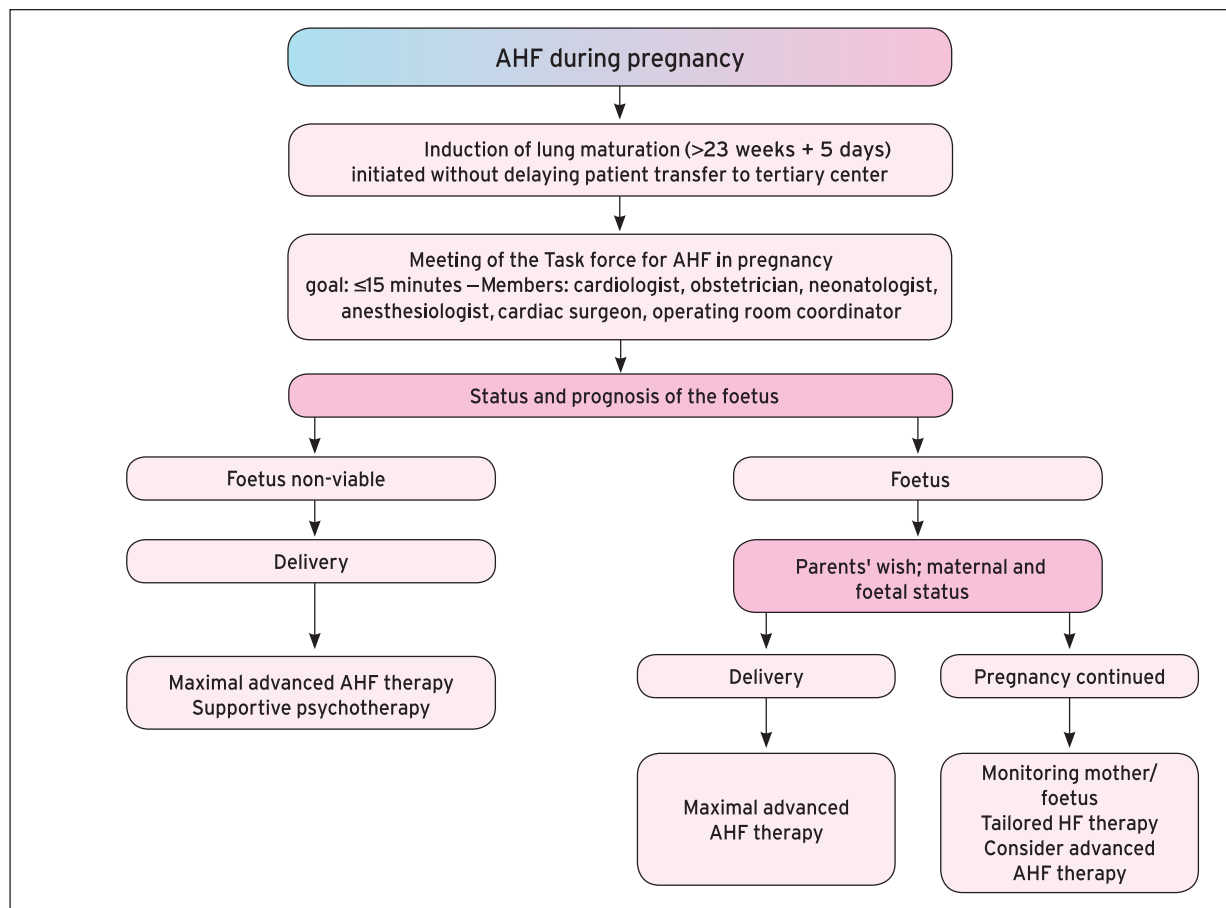 AHF during pregnancy
Induction of lung maturation (>23 weeks + 5 days)
initiated without delaying patient transfer to tertiary center
Meeting of the Task force for AHF in pregnancy
goal: ≤15 minutes —Members: cardiologist, obstetrician, neonatologist,
anesthesiologist, cardiac surgeon, operating room coordinator
Status and prognosis of the foetus
Foetus non-viable
Delivery
Maximal advanced AHF therapy
Supportive psychotherapy
Foetus
Parents' wish; maternal and
foetal status
Delivery
Maximal advanced
AHF therapy
Pregnancy continued
Monitoring mother/
foetus
Tailored HF therapy
Consider advanced
AHF therapy